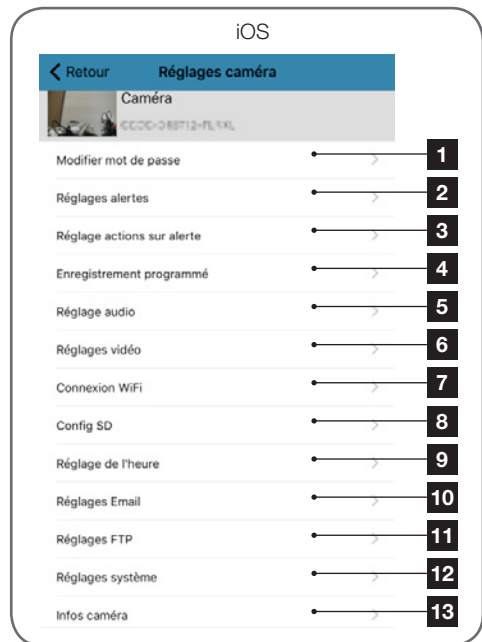 iOS
Retour Réglages caméra
Caméra
Modifier mot de passe 1
Réglages alertes 2
Réglage actions sur alerte 3
Enregistrement programmé 4
Réglage audio 5
Réglages vidéo 6
Connexion WiFi 7
Config SD 8
Réglage de l'heure 9
Réglages Email 10
Réglages FTP 11
Réglages système 12
Infos caméra 13